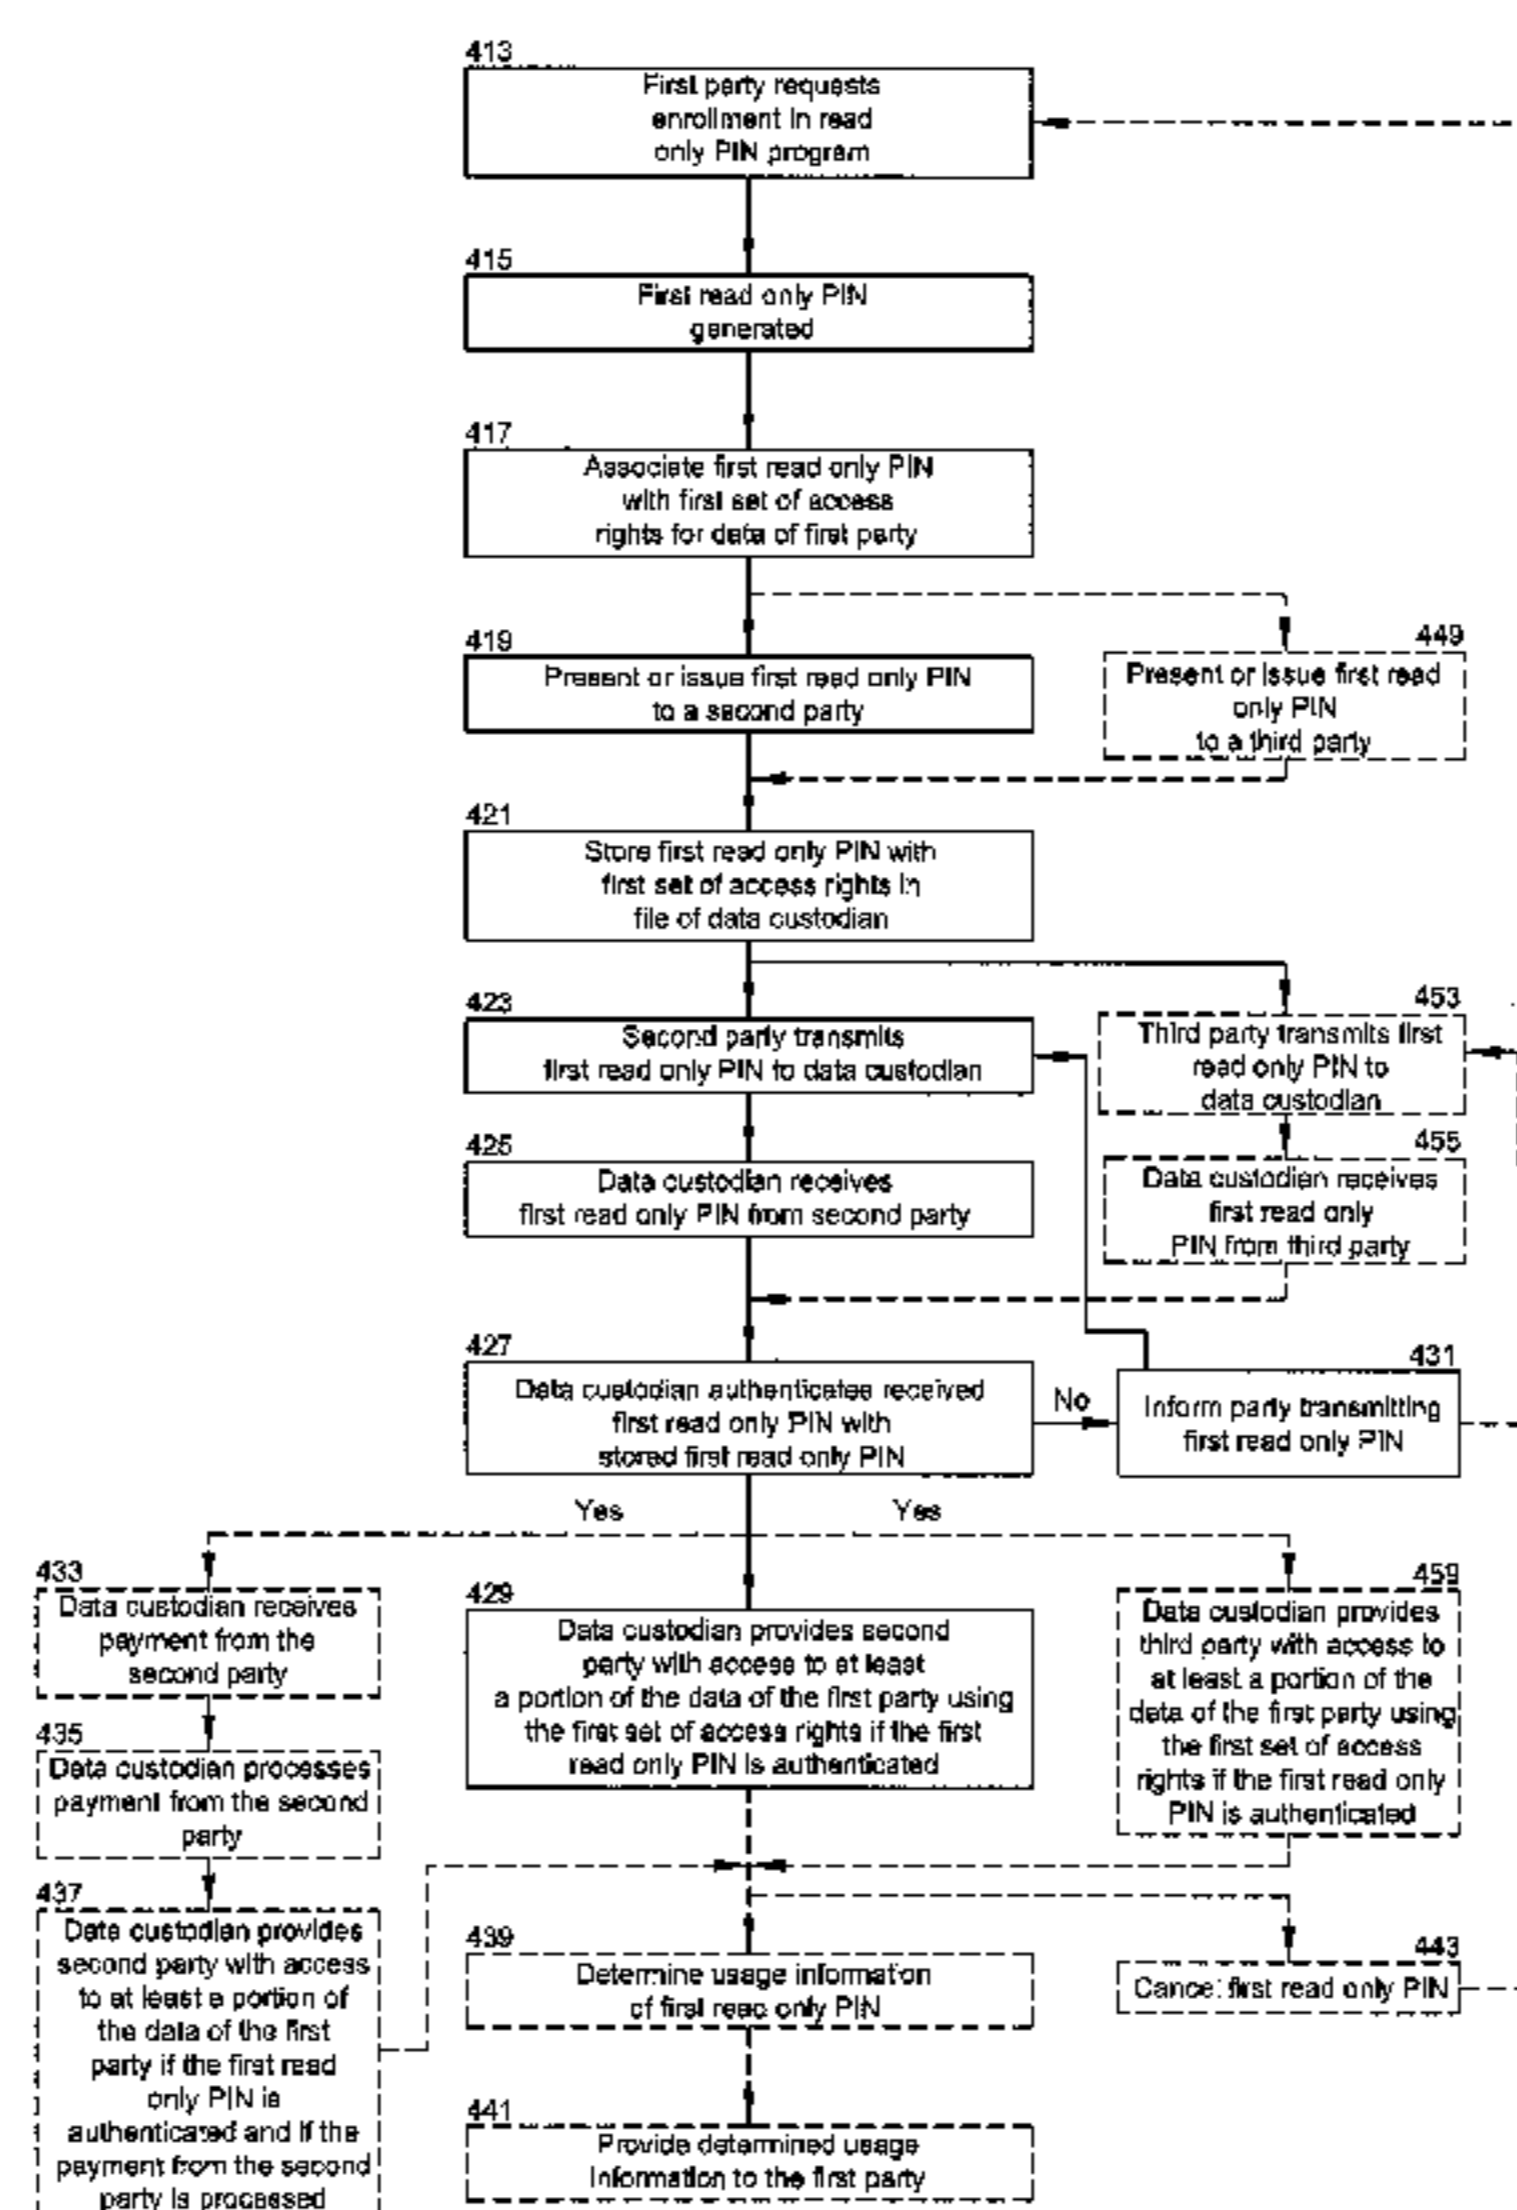 413
First party requests
enrollment in read
only PIN program
415
First read only PIN
generated
417
Associate first read only PIN
with first set of access
rights for data of first party
419
Present or issue first read only PIN
to a second party
449
Present or issue first read
only PIN
to a third party
421
Store first read only PIN with
first set of access rights in
file of data custodian
423
Second party transmits
first read only PIN to data custodian
453
Third party transmits first
read only PIN to
data custodian
425
Data custodian receives
first read only PIN from second party
455
Data custodian receives
first read only
PIN from third party
427
Data custodian authenticates received
first read only PIN with
stored first read only PIN
No
431
Inform party transmitting
first read only PIN
Yes
Yes
433
Data custodian receives
payment from the
second party
429
Data custodian provides second
party with access to at least
a portion of the data of the first party using
the first set of access rights if the first
read only PIN is authenticated
459
Data custodian provides
third party with access to
at least a portion of the
data of the first party using
the first set of access
rights if the first read only
PIN is authenticated
435
Data custodian processes
payment from the second
party
437
Data custodian provides
second party with access
to at least a portion of
the data of the first
party if the first read
only PIN is
authenticated and if the
payment from the second
party is processed
439
Determine usage information
of first read only PIN
443
Cancel first read only PIN
441
Provide determined usage
information to the first party